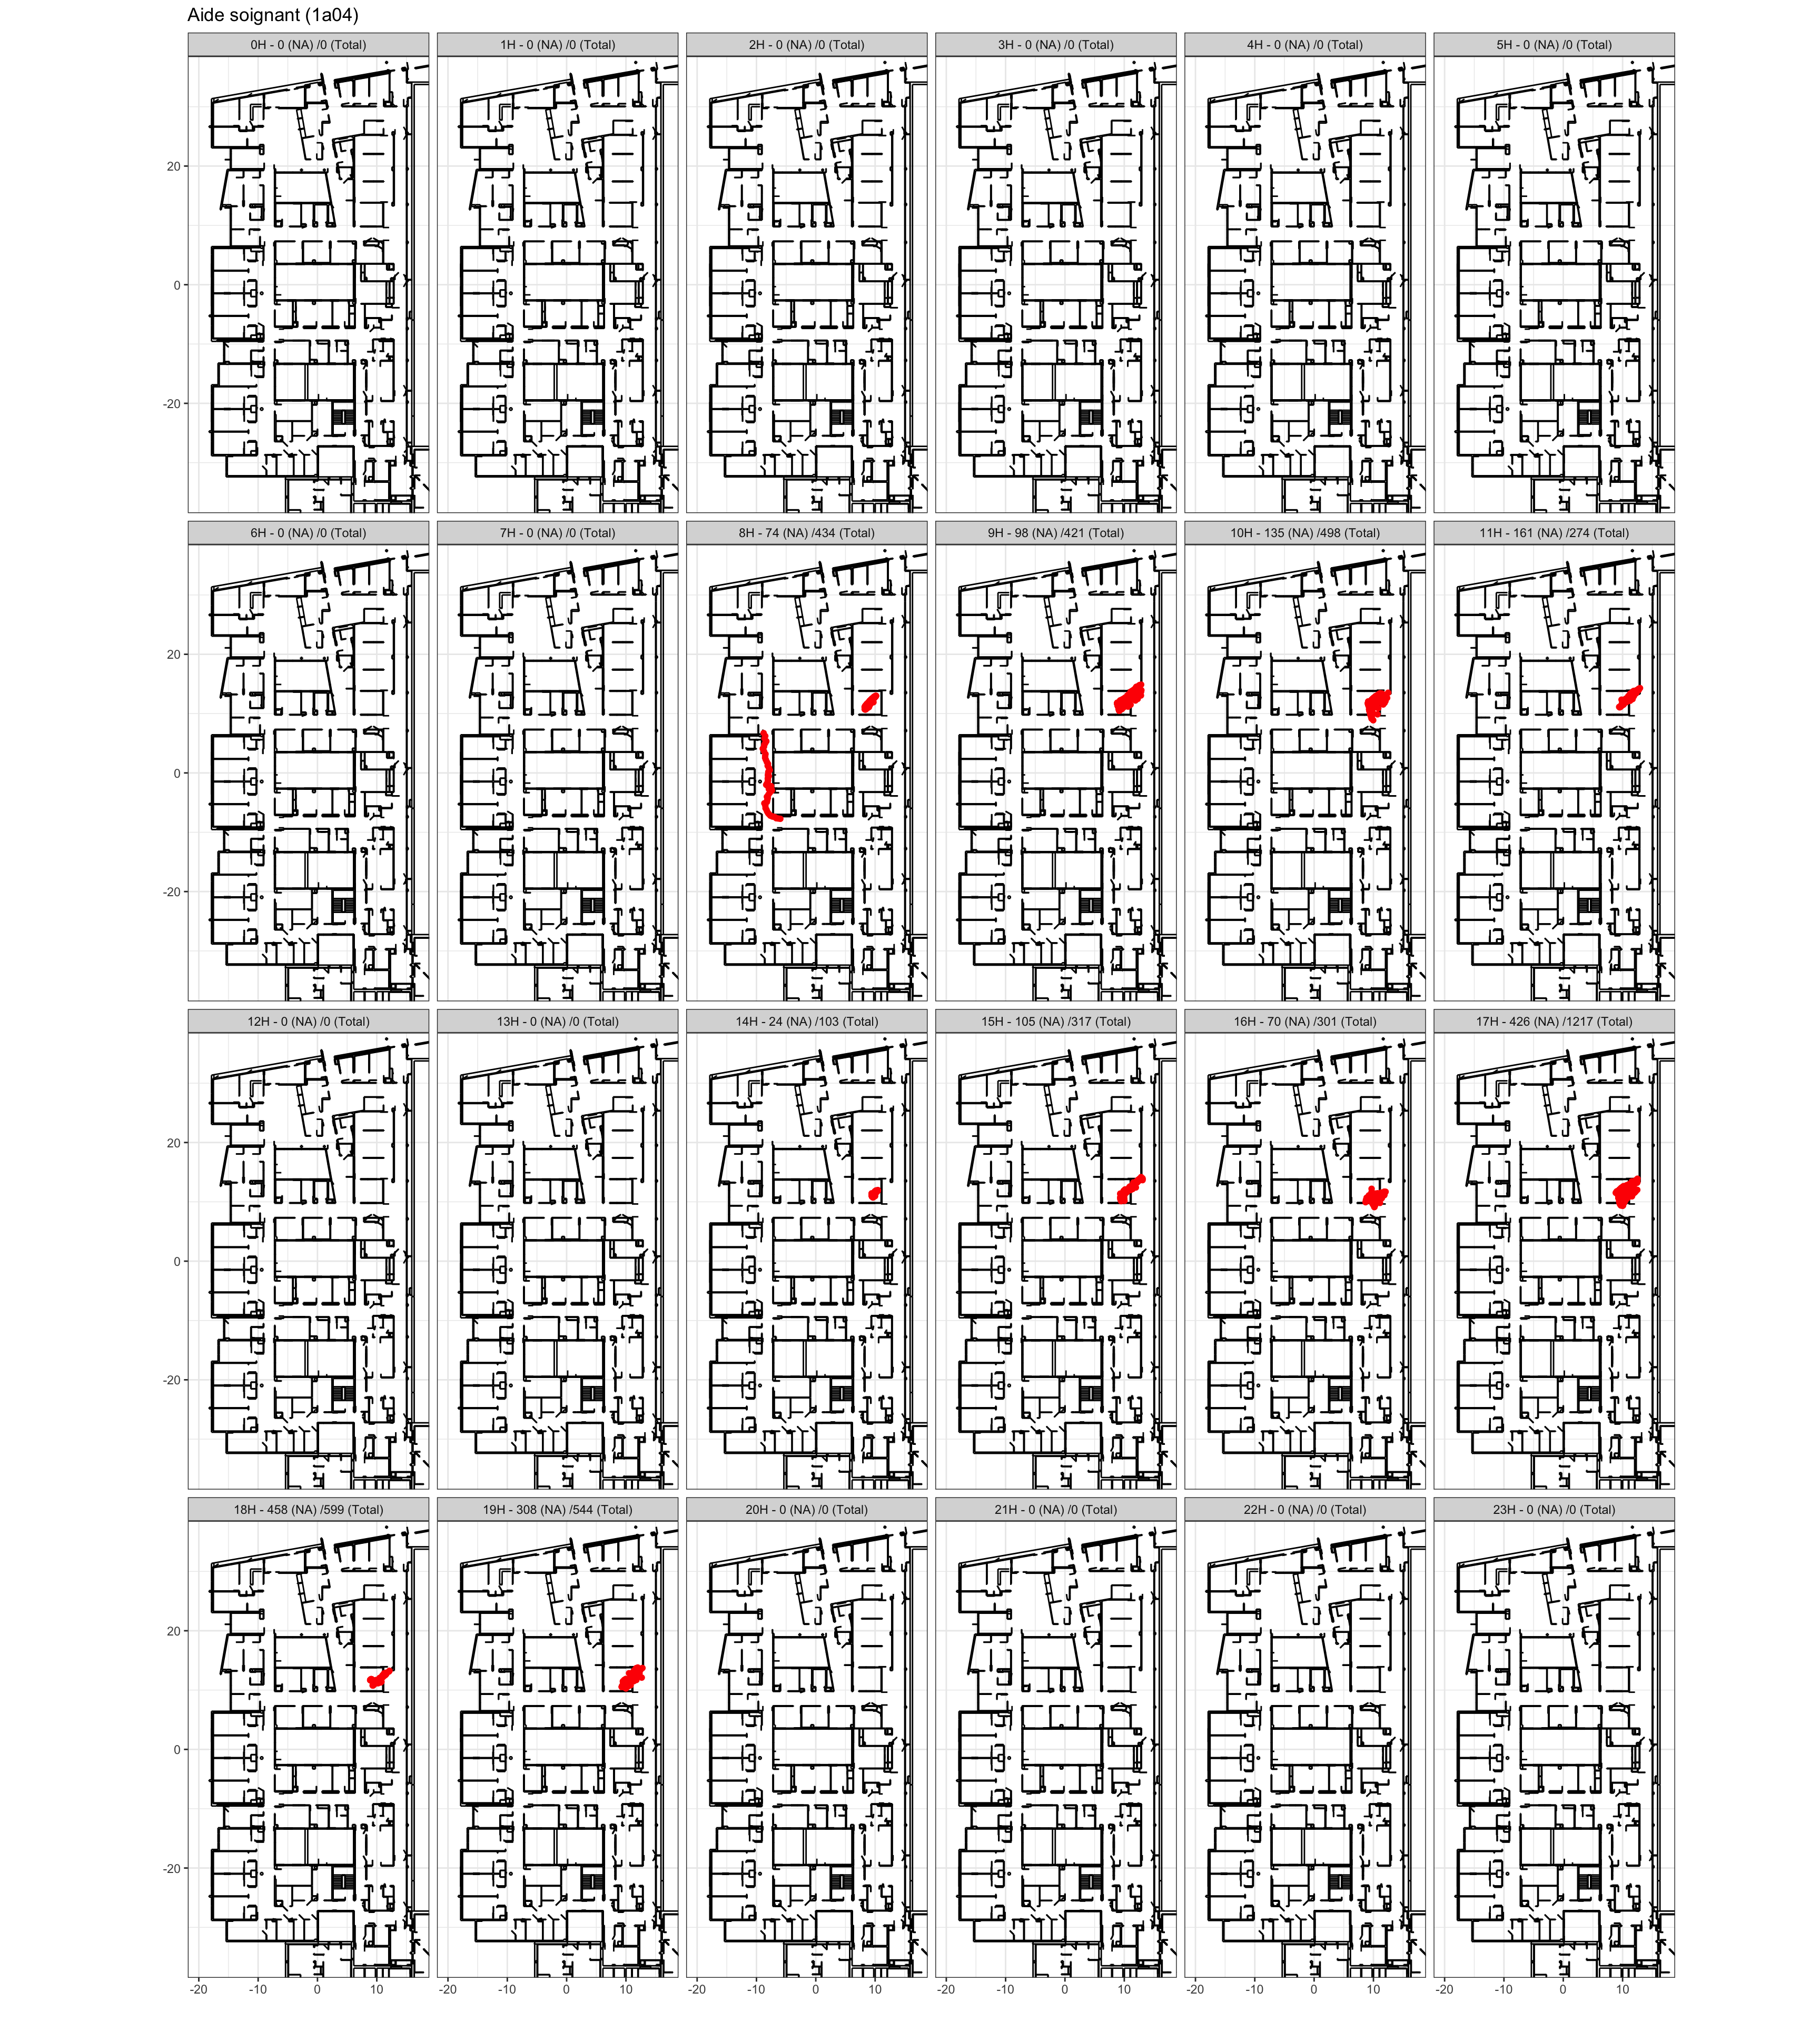 Aide soignant (1a04)
0H - 0 (NA) /0 (Total) 1H - 0 (NA) /0 (Total) 2H - 0 (NA) /0 (Total) 3H - 0 (NA) /0 (Total) 4H - 0 (NA) /0 (Total) 5H - 0 (NA) /0 (Total)
20
0
-20
6H - 0 (NA) /0 (Total) 7H - 0 (NA) /0 (Total) 8H - 74 (NA) /434 (Total) 9H - 98 (NA) /421 (Total) 10H - 135 (NA) /498 (Total) 11H - 161 (NA) /274 (Total)
20
0
-20
12H - 0 (NA) /0 (Total) 13H - 0 (NA) /0 (Total) 14H - 24 (NA) /103 (Total) 15H - 105 (NA) /317 (Total) 16H - 70 (NA) /301 (Total) 17H - 426 (NA) /1217 (Total)
20
0
-20
18H - 458 (NA) /599 (Total) 19H - 308 (NA) /544 (Total) 20H - 0 (NA) /0 (Total) 21H - 0 (NA) /0 (Total) 22H - 0 (NA) /0 (Total) 23H - 0 (NA) /0 (Total)
20
0
-20
-20 -10 0 10 -20 -10 0 10 -20 -10 0 10 -20 -10 0 10 -20 -10 0 10 -20 -10 0 10